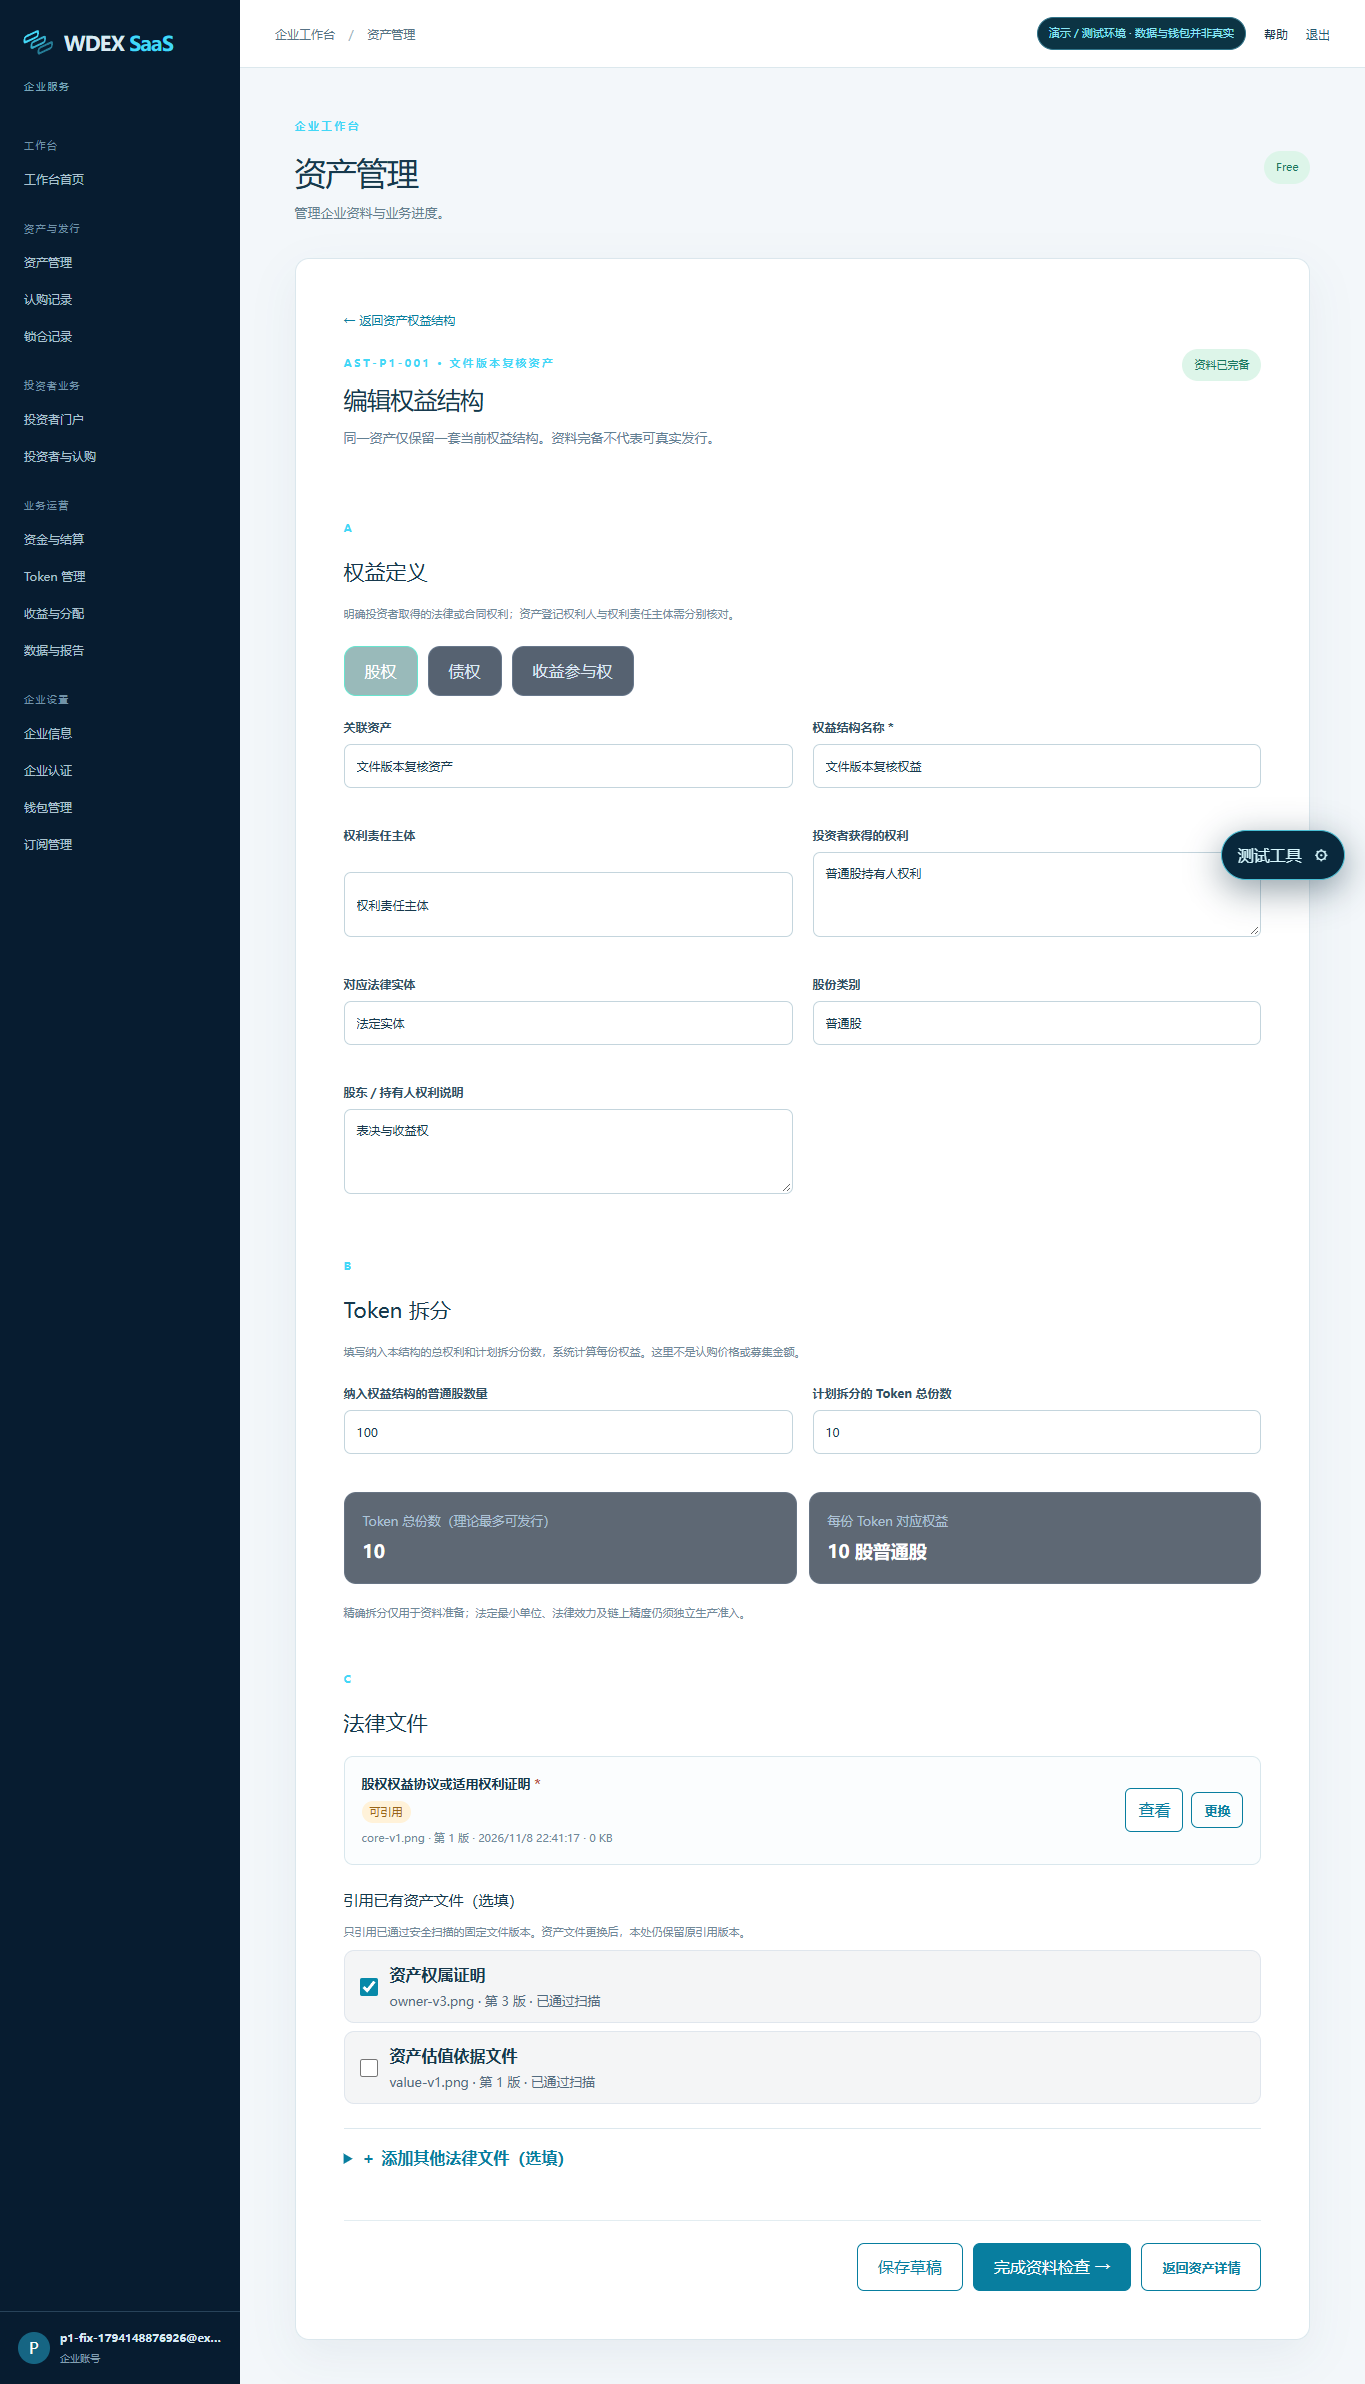 WDEX SaaS
企业服务
工作台
工作台首页
资产与发行
资产管理
认购记录
锁仓记录
投资者业务
投资者门户
投资者与认购
业务运营
资金与结算
Token 管理
收益与分配
数据与报告
企业设置
企业信息
企业认证
钱包管理
订阅管理
P
p1-fix-1794148876926@ex...
企业账号
企业工作台 / 资产管理
演示 / 测试环境 · 数据与钱包并非真实
帮助
退出
企业工作台
资产管理
Free
管理企业资料与业务进度。
← 返回资产权益结构
AST-P1-001 • 文件版本复核资产
资料已完备
编辑权益结构
同一资产仅保留一套当前权益结构。资料完备不代表可真实发行。
A
权益定义
明确投资者取得的法律或合同权利；资产登记权利人与权利责任主体需分别核对。
股权
债权
收益参与权
关联资产
权益结构名称 *
文件版本复核资产
文件版本复核权益
权利责任主体
投资者获得的权利
权利责任主体
普通股持有人权利
测试工具 ⚙
对应法律实体
股份类别
法定实体
普通股
股东 / 持有人权利说明
表决与收益权
B
Token 拆分
填写纳入本结构的总权利和计划拆分份数，系统计算每份权益。这里不是认购价格或募集金额。
纳入权益结构的普通股数量
计划拆分的 Token 总份数
100
10
Token 总份数（理论最多可发行）
10
每份 Token 对应权益
10 股普通股
精确拆分仅用于资料准备；法定最小单位、法律效力及链上精度仍须独立生产准入。
C
法律文件
股权权益协议或适用权利证明 *
可引用
core-v1.png · 第 1 版 · 2026/11/8 22:41:17 · 0 KB
查看
更换
引用已有资产文件（选填）
只引用已通过安全扫描的固定文件版本。资产文件更换后，本处仍保留原引用版本。
资产权属证明
owner-v3.png · 第 3 版 · 已通过扫描
资产估值依据文件
value-v1.png · 第 1 版 · 已通过扫描
▶ + 添加其他法律文件（选填）
保存草稿
完成资料检查 →
返回资产详情